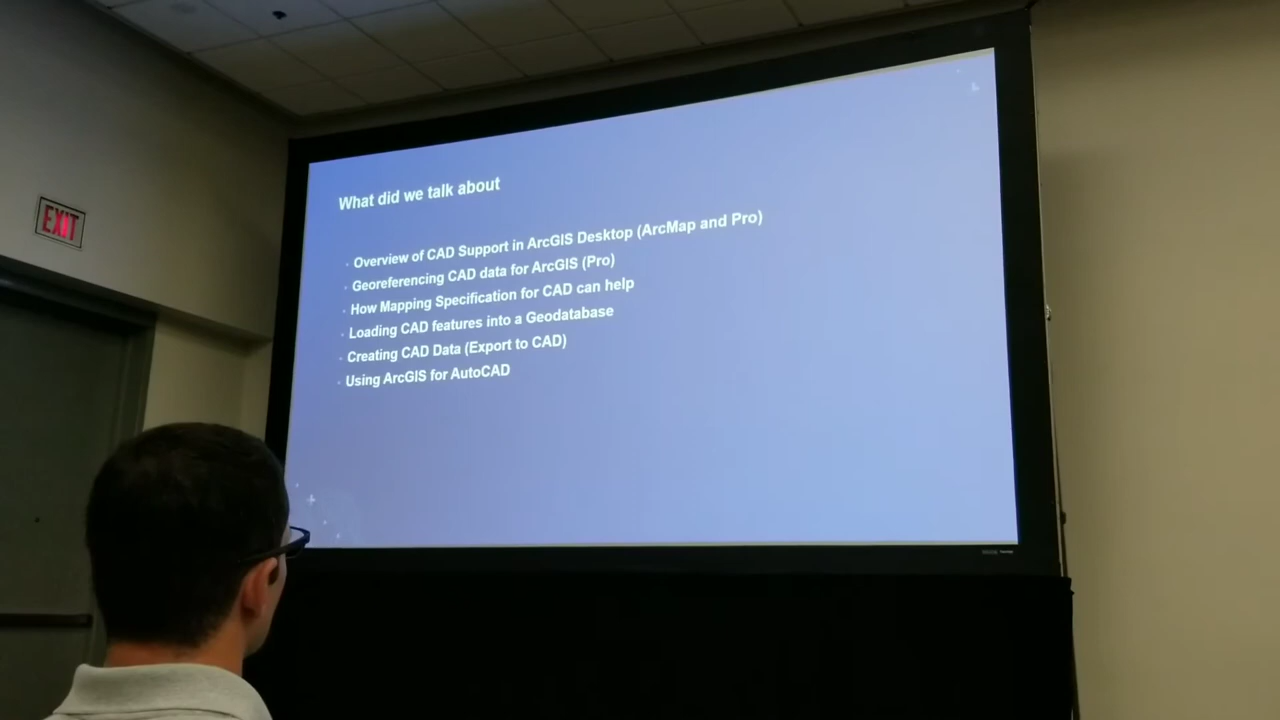 EXIT
What did we talk about
Overview of CAD Support in ArcGIS Desktop (ArcMap and Pro)
Georeferencing CAD data for ArcGIS (Pro)
How Mapping Specification for CAD can help
Loading CAD features into a Geodatabase
Creating CAD Data (Export to CAD)
Using ArcGIS for AutoCAD